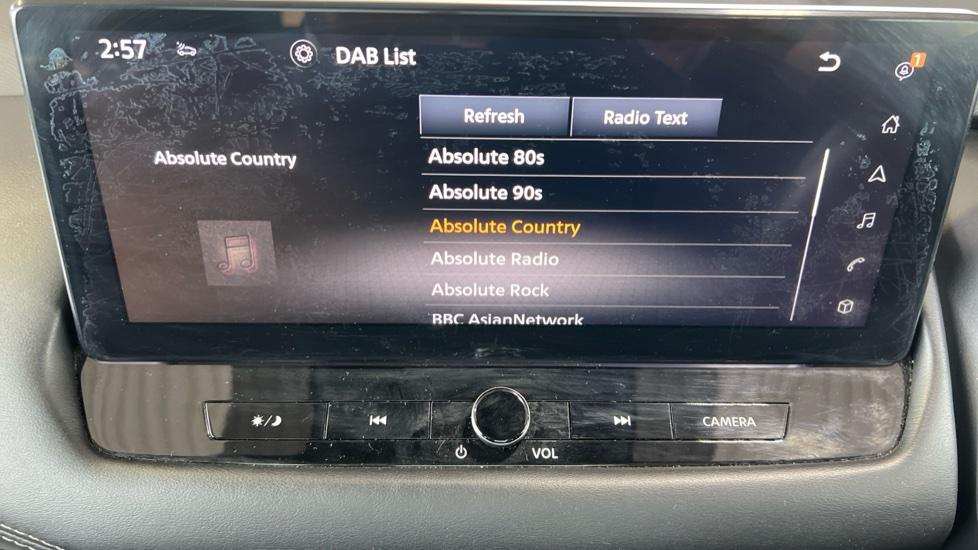 2:57
DAB List
1
Refresh
Radio Text
Absolute Country
Absolute 80s
Absolute 90s
Absolute Country
Absolute Radio
Absolute Rock
BBC AsianNetwork
CAMERA
VOL